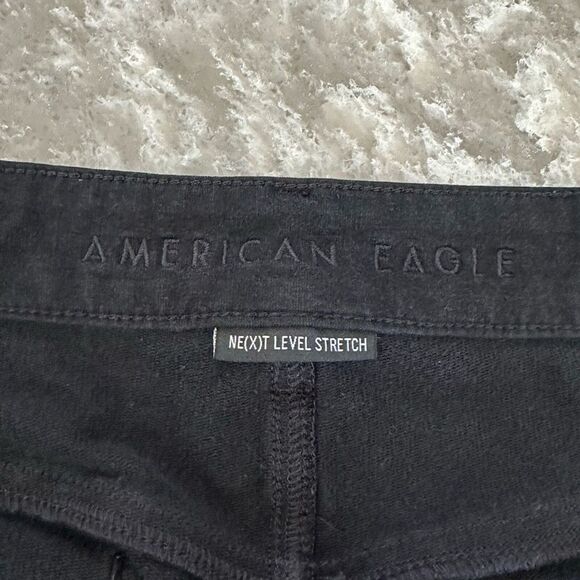 AMERICAN EAGLE
NE(X)T LEVEL STRETCH